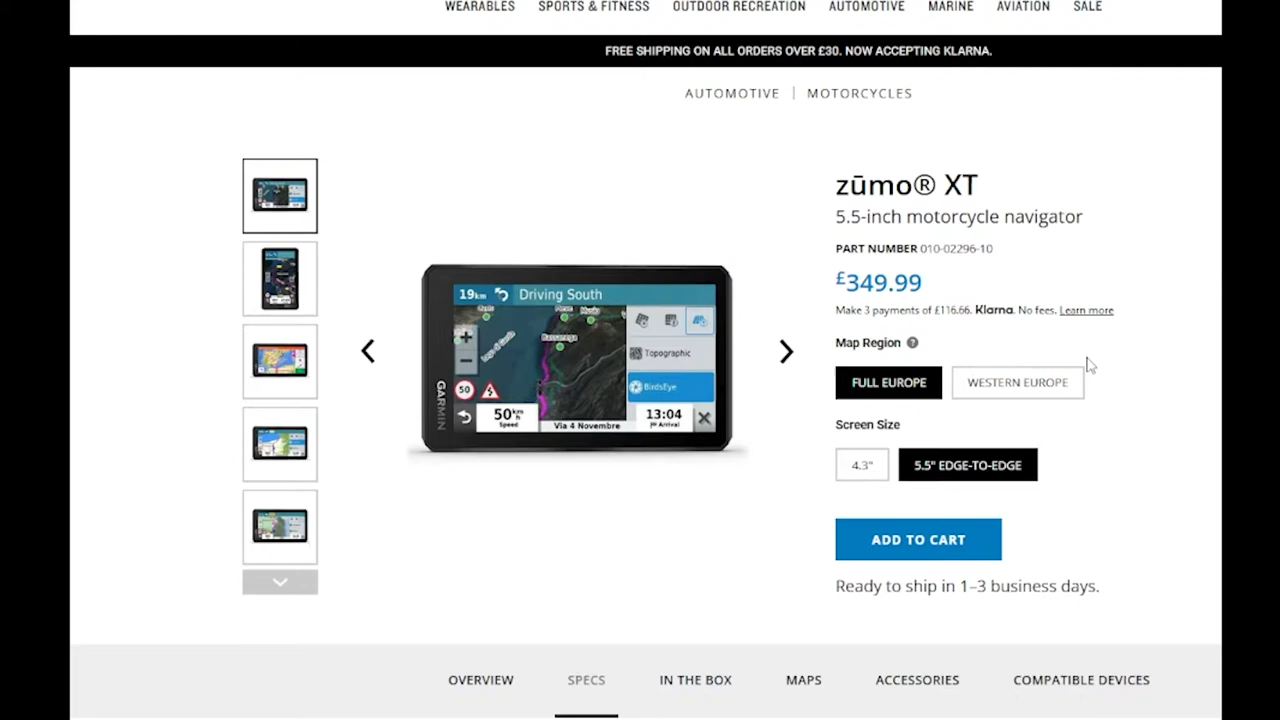 WEARABLES SPORTS & FITNESS OUTDOOR RECREATION AUTOMOTIVE MARINE AVIATION SALE
FREE SHIPPING ON ALL ORDERS OVER £30. NOW ACCEPTING KLARNA.
AUTOMOTIVE | MOTORCYCLES
zūmo® XT
5.5-inch motorcycle navigator
PART NUMBER 010-02296-10
£349.99
Make 3 payments of £116.66. Klarna. No fees. Learn more
Map Region ?
FULL EUROPE WESTERN EUROPE
Screen Size
4.3" 5.5" EDGE-TO-EDGE
ADD TO CART
Ready to ship in 1–3 business days.
19km Driving South
Topographic
BirdsEye
GARMIN
50
50 km/h
Speed
Via 4 Novembre
13:04
Arrival
OVERVIEW SPECS IN THE BOX MAPS ACCESSORIES COMPATIBLE DEVICES